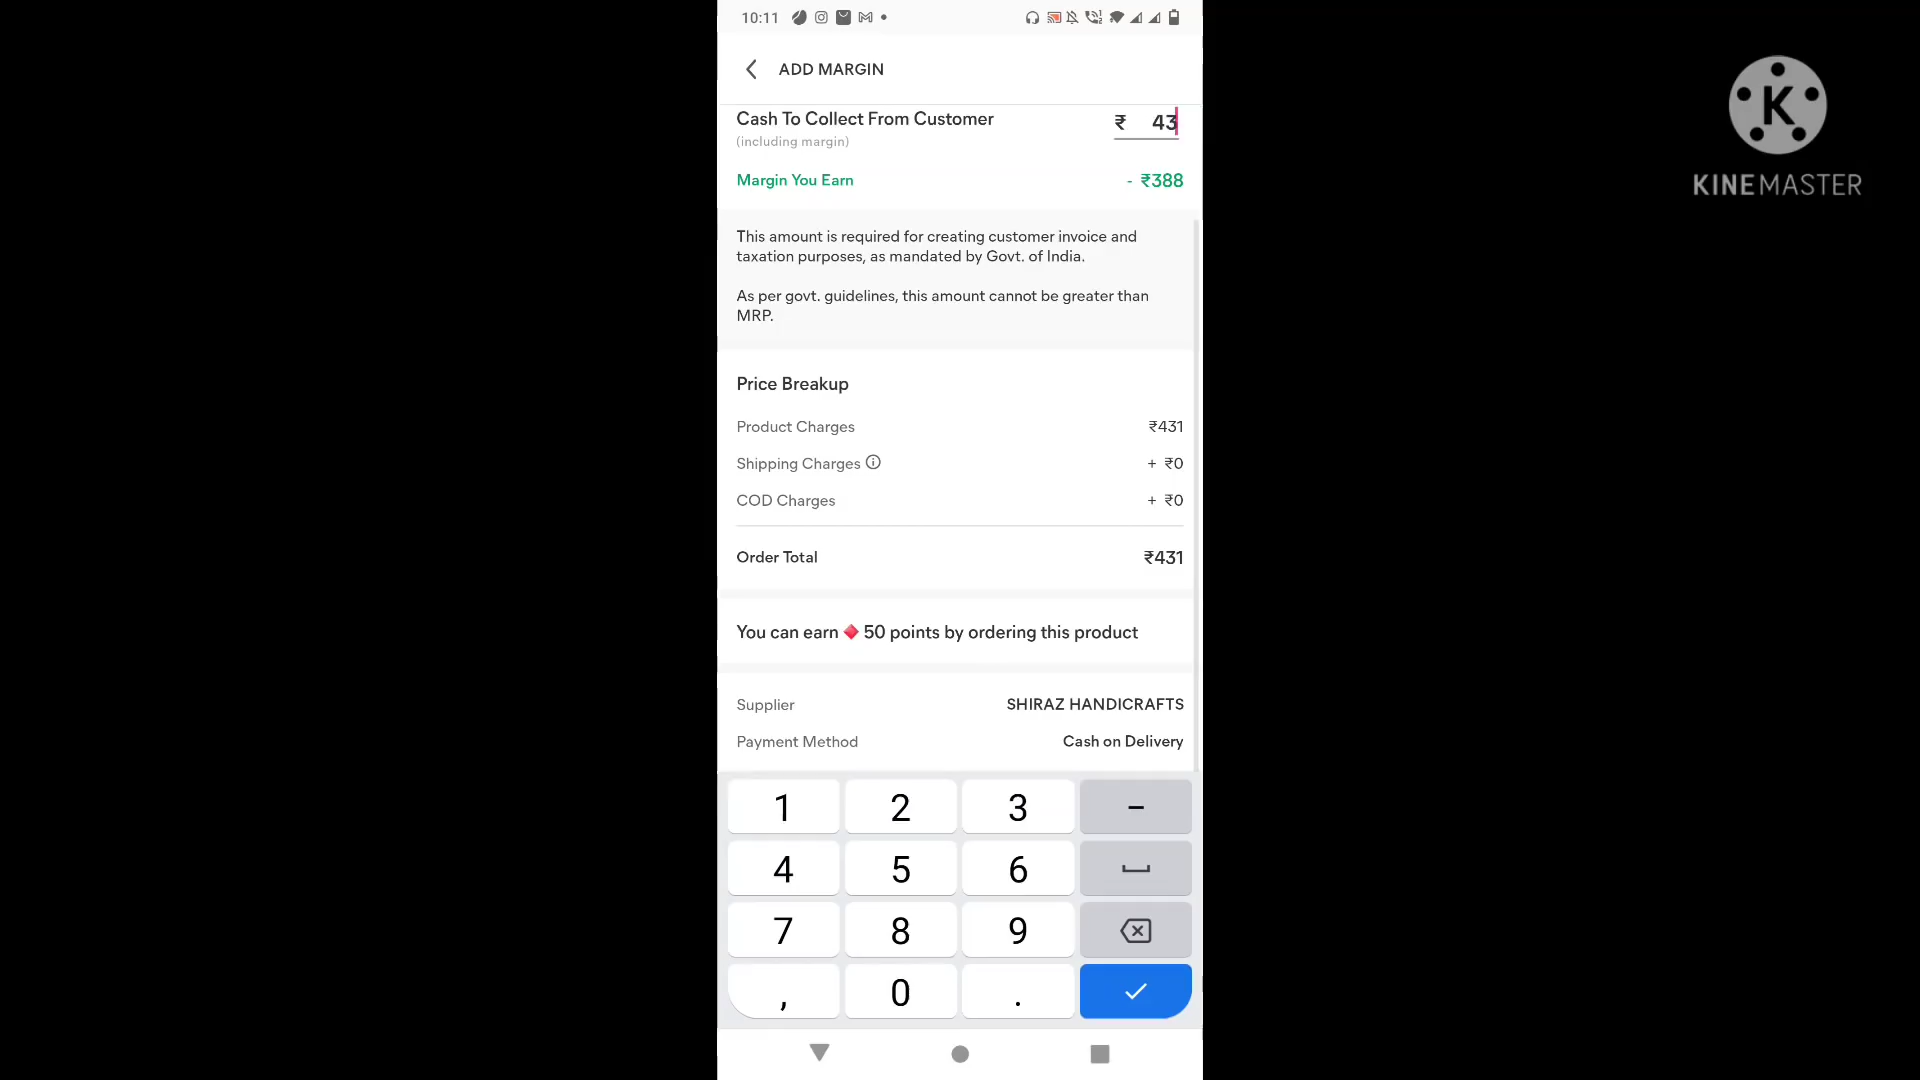 10:11
ADD MARGIN
Cash To Collect From Customer
₹ 43
(including margin)
Margin You Earn
- ₹388
This amount is required for creating customer invoice and
taxation purposes, as mandated by Govt. of India.
As per govt. guidelines, this amount cannot be greater than
MRP.
Price Breakup
Product Charges
₹431
Shipping Charges
+ ₹0
COD Charges
+ ₹0
Order Total
₹431
You can earn 50 points by ordering this product
Supplier
SHIRAZ HANDICRAFTS
Payment Method
Cash on Delivery
1 2 3 -
4 5 6
7 8 9
, 0 .
K
KINEMASTER